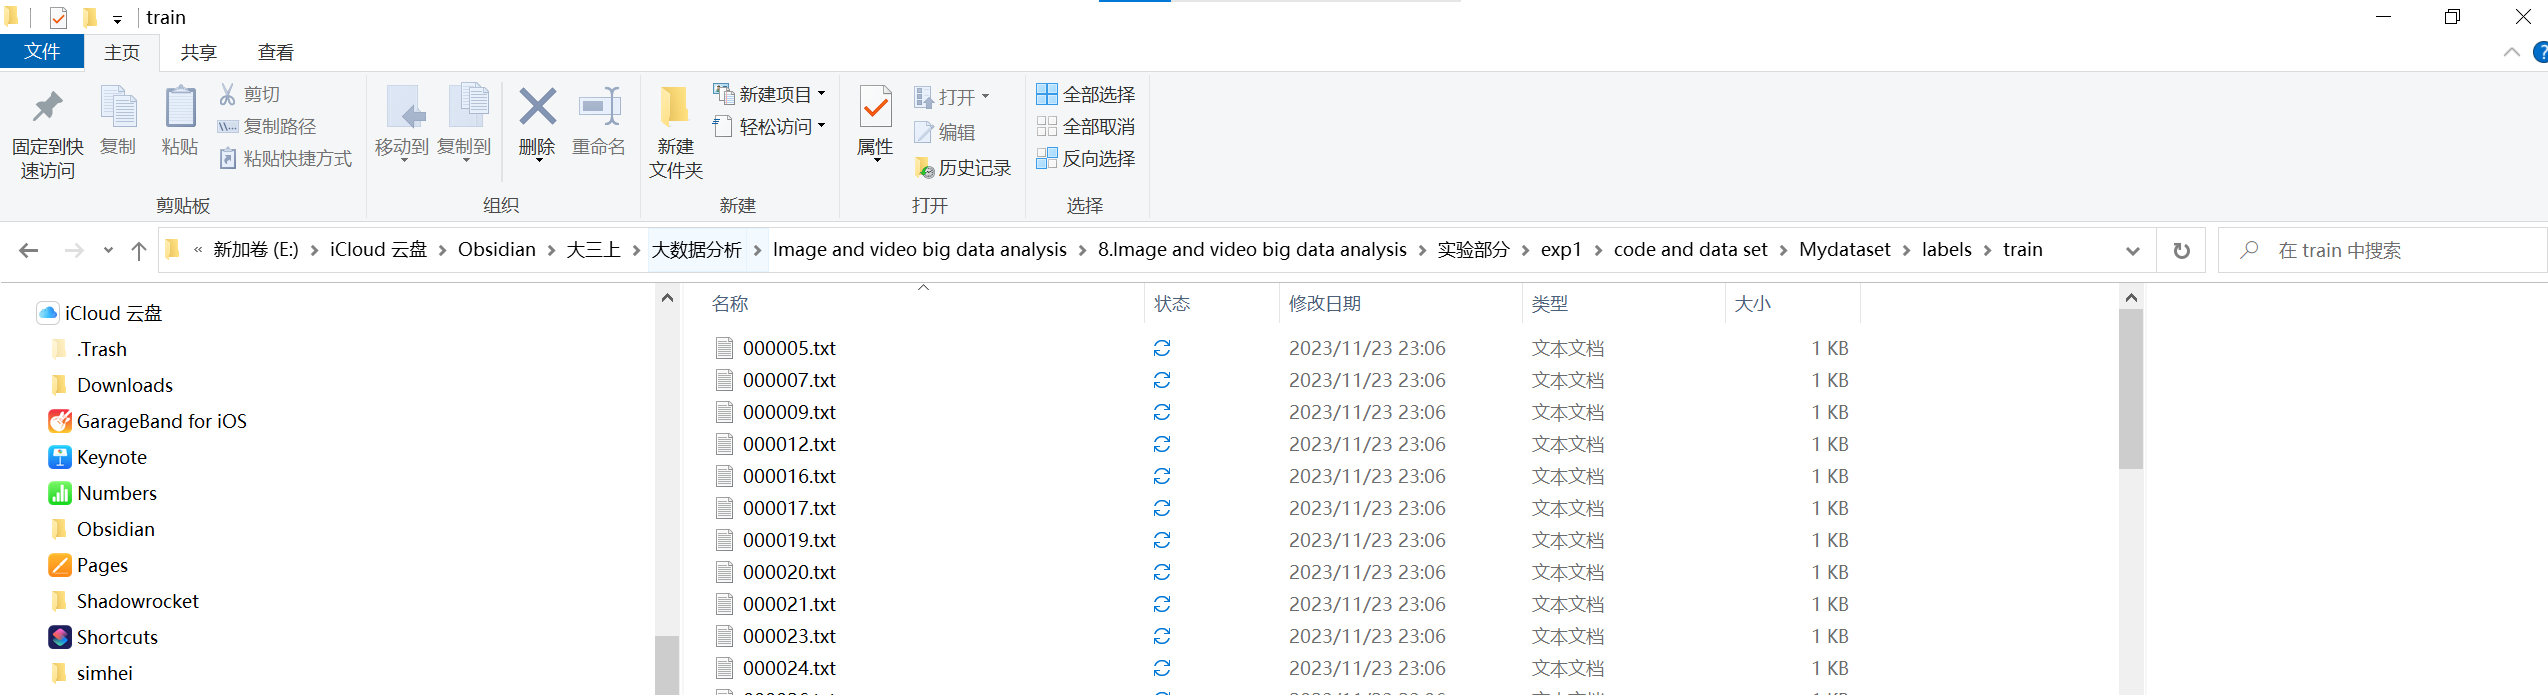 train
文件 主页 共享 查看
固定到快速访问
复制
粘贴
剪切
复制路径
粘贴快捷方式
剪贴板
移动到
复制到
删除
重命名
组织
新建文件夹
新建项目
轻松访问
新建
属性
打开
编辑
历史记录
打开
全部选择
全部取消
反向选择
选择
« 新加卷 (E:) › iCloud 云盘 › Obsidian › 大三上 › 大数据分析 › Image and video big data analysis › 8.Image and video big data analysis › 实验部分 › exp1 › code and data set › Mydataset › labels › train
在 train 中搜索
iCloud 云盘
.Trash
Downloads
GarageBand for iOS
Keynote
Numbers
Obsidian
Pages
Shadowrocket
Shortcuts
simhei
名称 状态 修改日期 类型 大小
000005.txt 2023/11/23 23:06 文本文档 1 KB
000007.txt 2023/11/23 23:06 文本文档 1 KB
000009.txt 2023/11/23 23:06 文本文档 1 KB
000012.txt 2023/11/23 23:06 文本文档 1 KB
000016.txt 2023/11/23 23:06 文本文档 1 KB
000017.txt 2023/11/23 23:06 文本文档 1 KB
000019.txt 2023/11/23 23:06 文本文档 1 KB
000020.txt 2023/11/23 23:06 文本文档 1 KB
000021.txt 2023/11/23 23:06 文本文档 1 KB
000023.txt 2023/11/23 23:06 文本文档 1 KB
000024.txt 2023/11/23 23:06 文本文档 1 KB